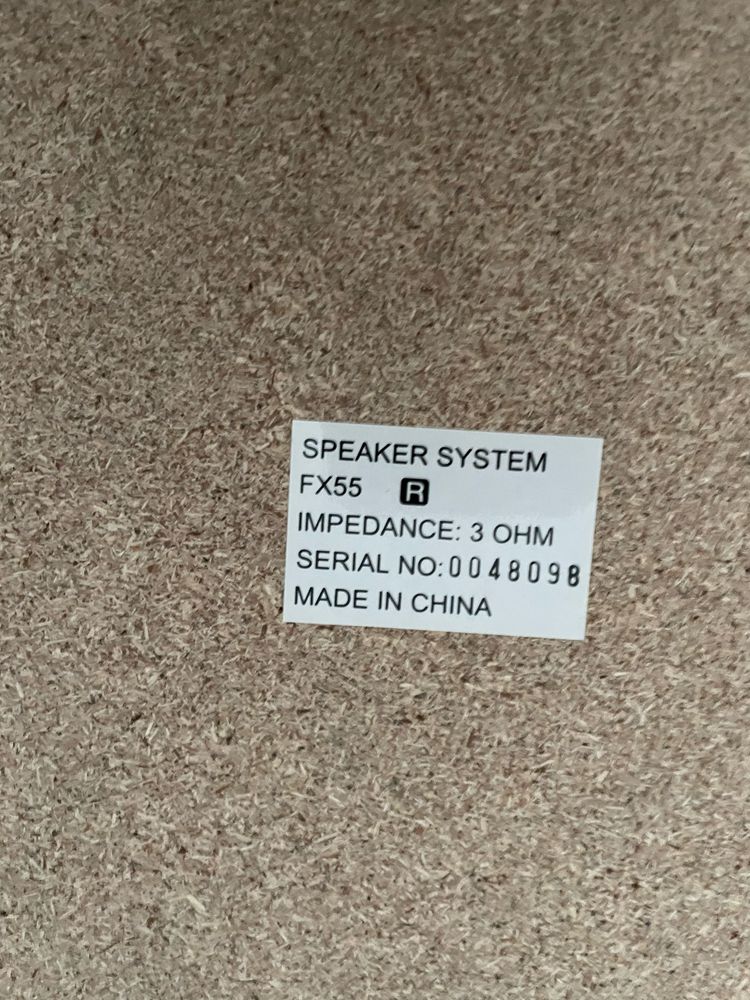 SPEAKER SYSTEM
FX55 R
IMPEDANCE: 3 OHM
SERIAL NO:0048098
MADE IN CHINA